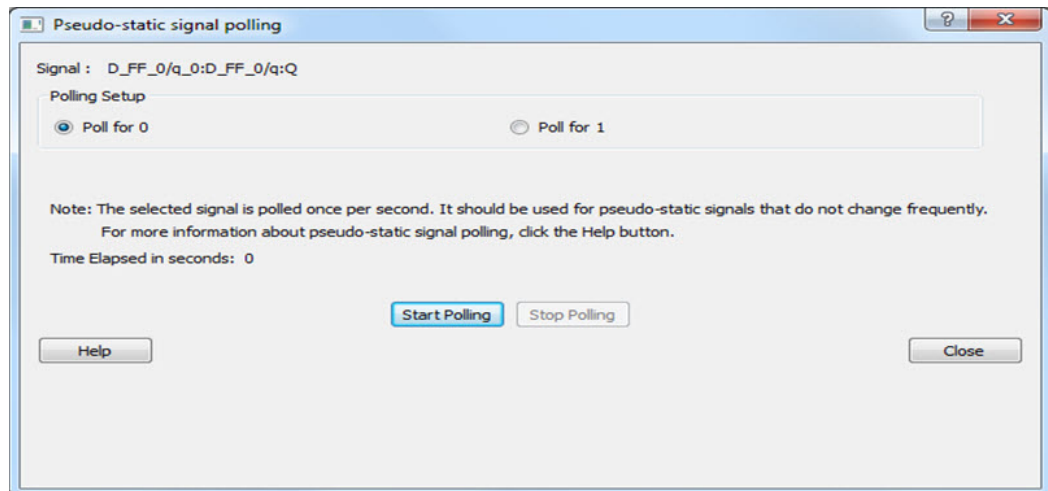 Pseudo-static signal polling
Signal : D_FF_0/q_0:D_FF_0/q:Q
Polling Setup
Poll for 0 Poll for 1
Note: The selected signal is polled once per second. It should be used for pseudo-static signals that do not change frequently.
For more information about pseudo-static signal polling, click the Help button.
Time Elapsed in seconds: 0
Start Polling Stop Polling
Help Close